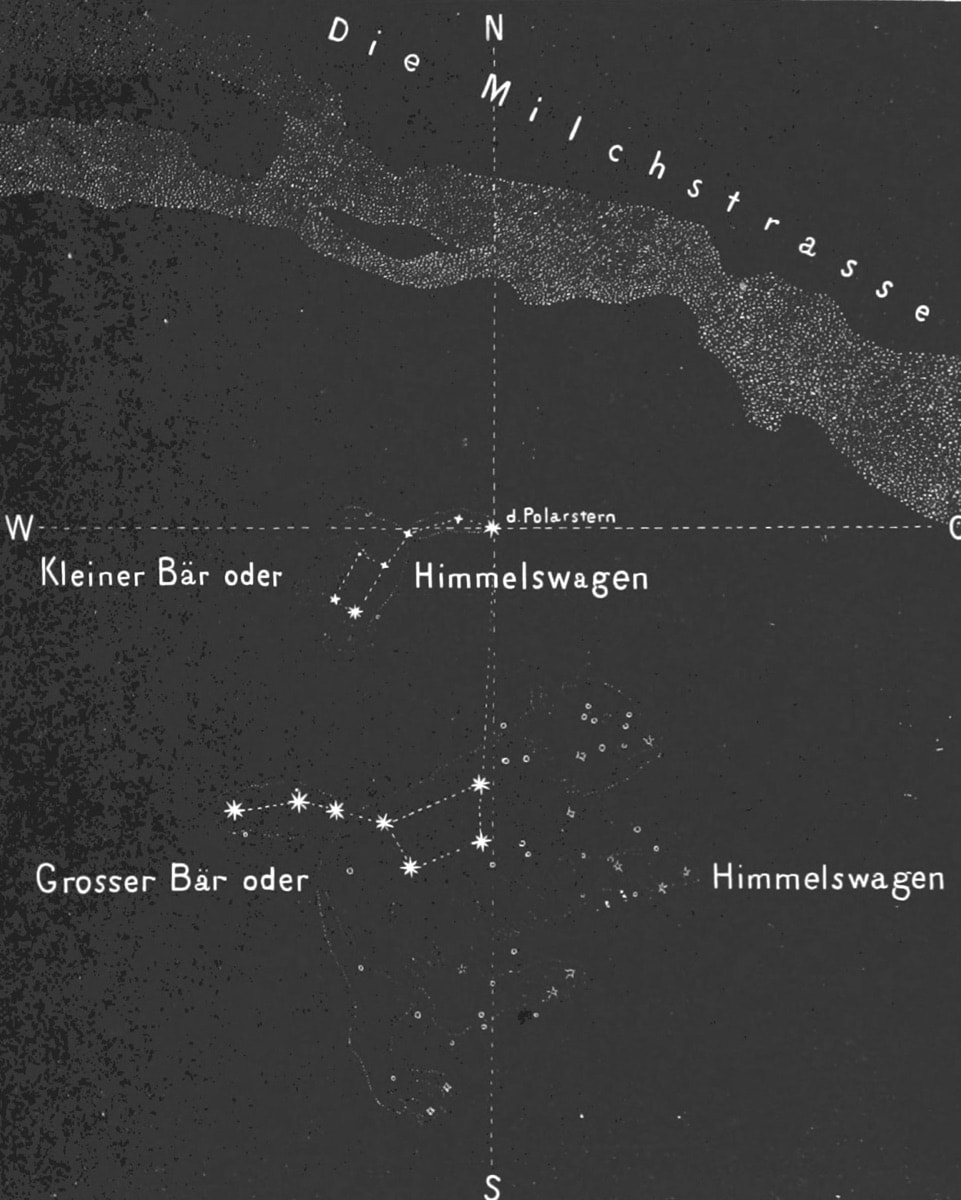 N
Die Milchstrasse
d. Polarstern
W
O
Kleiner Bär oder Himmelswagen
Grosser Bär oder Himmelswagen
S